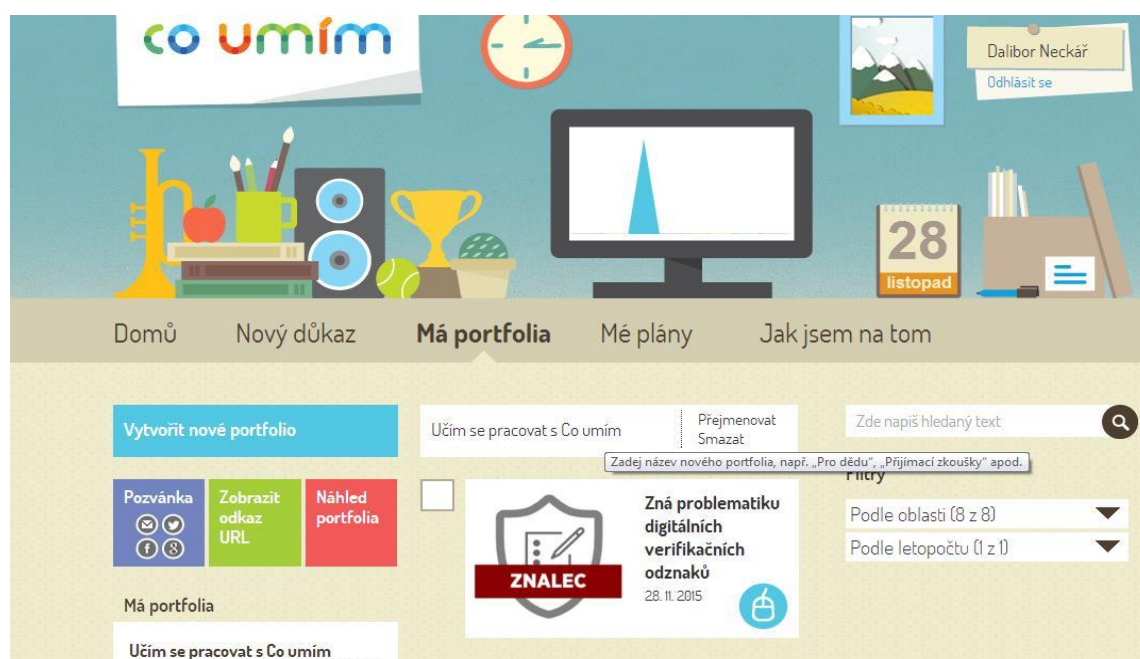 co umím
Dalibor Neckář
Odhlásit se
28
listopad
Domů
Nový důkaz
Má portfolia
Mé plány
Jak jsem na tom
Vytvořit nové portfolio
Učím se pracovat s Co umím
Přejmenovat
Smazat
Zde napiš hledaný text
Zadej název nového portfolia, např. „Pro dědu“, „Přijímací zkoušky“ apod.
Filtry
Pozvánka
Zobrazit
odkaz
URL
Náhled
portfolia
ZNALEC
Zná problematiku
digitálních
verifikačních
odznaků
28. 11. 2015
Podle oblasti (8 z 8)
Podle letopočtu (1 z 1)
Má portfolia
Učím se pracovat s Co umím